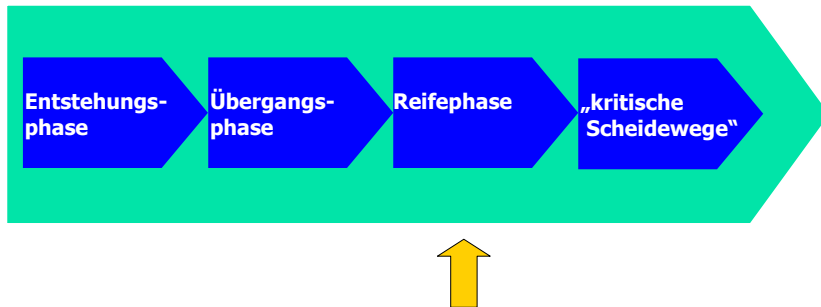 Entstehungs-
phase
Übergangs-
phase
Reifephase
„kritische
Scheidewege“